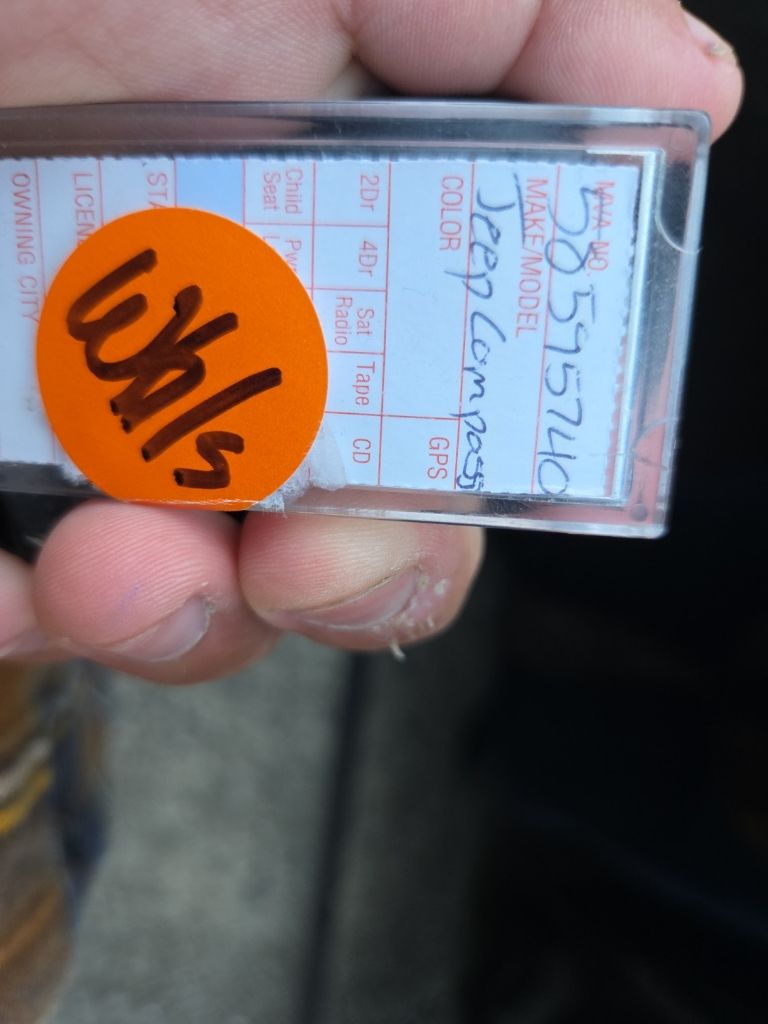 MVA NO.
58595740
MAKE/MODEL
Jeep Compass
COLOR GPS
2Dr 4Dr Sat Tape CD
Radio
Child
Seat
OWNING CITY